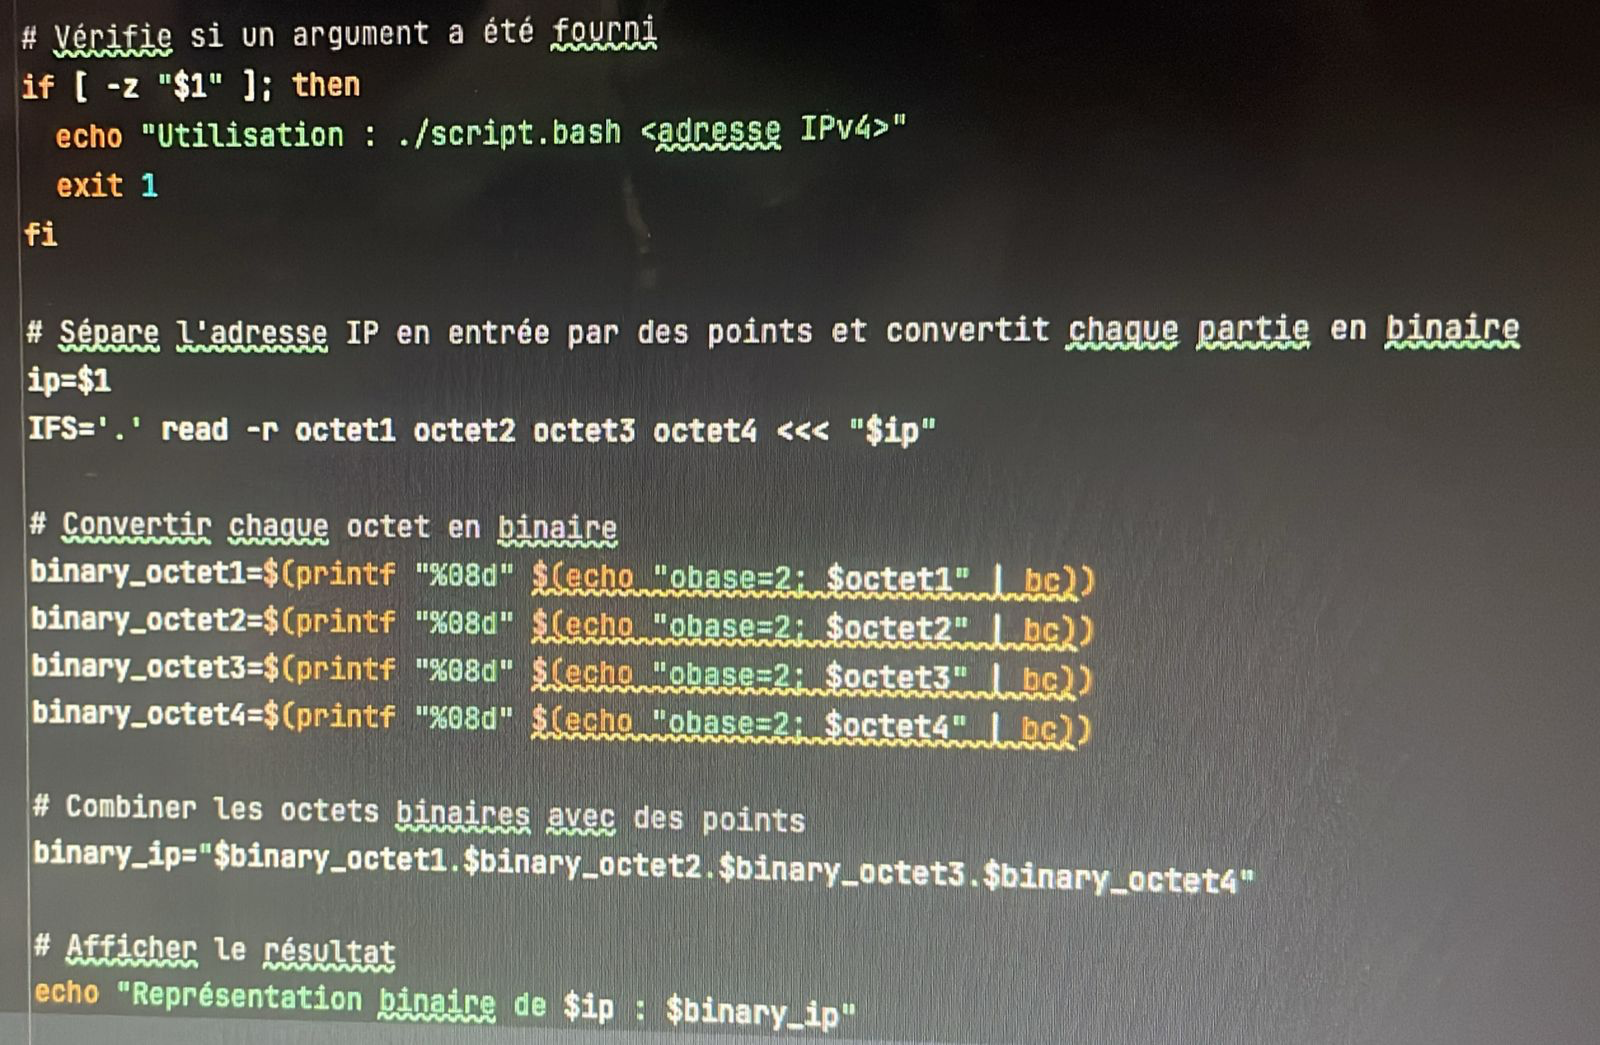 # Vérifie si un argument a été fourni
if [ -z "$1" ]; then
  echo "Utilisation : ./script.bash <adresse IPv4>"
  exit 1
fi
# Sépare l'adresse IP en entrée par des points et convertit chaque partie en binaire
ip=$1
IFS='.' read -r octet1 octet2 octet3 octet4 <<< "$ip"
# Convertir chaque octet en binaire
binary_octet1=$(printf "%08d" $(echo "obase=2; $octet1" | bc))
binary_octet2=$(printf "%08d" $(echo "obase=2; $octet2" | bc))
binary_octet3=$(printf "%08d" $(echo "obase=2; $octet3" | bc))
binary_octet4=$(printf "%08d" $(echo "obase=2; $octet4" | bc))
# Combiner les octets binaires avec des points
binary_ip="$binary_octet1.$binary_octet2.$binary_octet3.$binary_octet4"
# Afficher le résultat
echo "Représentation binaire de $ip : $binary_ip"